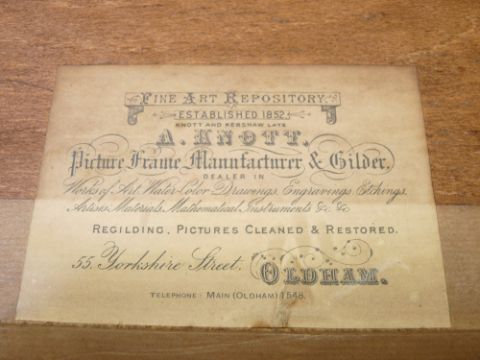 FINE ART REPOSITORY.
ESTABLISHED 1852.
KNOTT AND KERSHAW LATE
A. KNOTT,
Picture Frame Manufacturer & Gilder,
DEALER IN
Works of Art, Water-Color Drawings, Engravings, Etchings,
Artists Materials, Mathematical Instruments &c. &c.
REGILDING, PICTURES CLEANED & RESTORED.
55, Yorkshire Street, OLDHAM.
TELEPHONE: MAIN (OLDHAM) 1548.